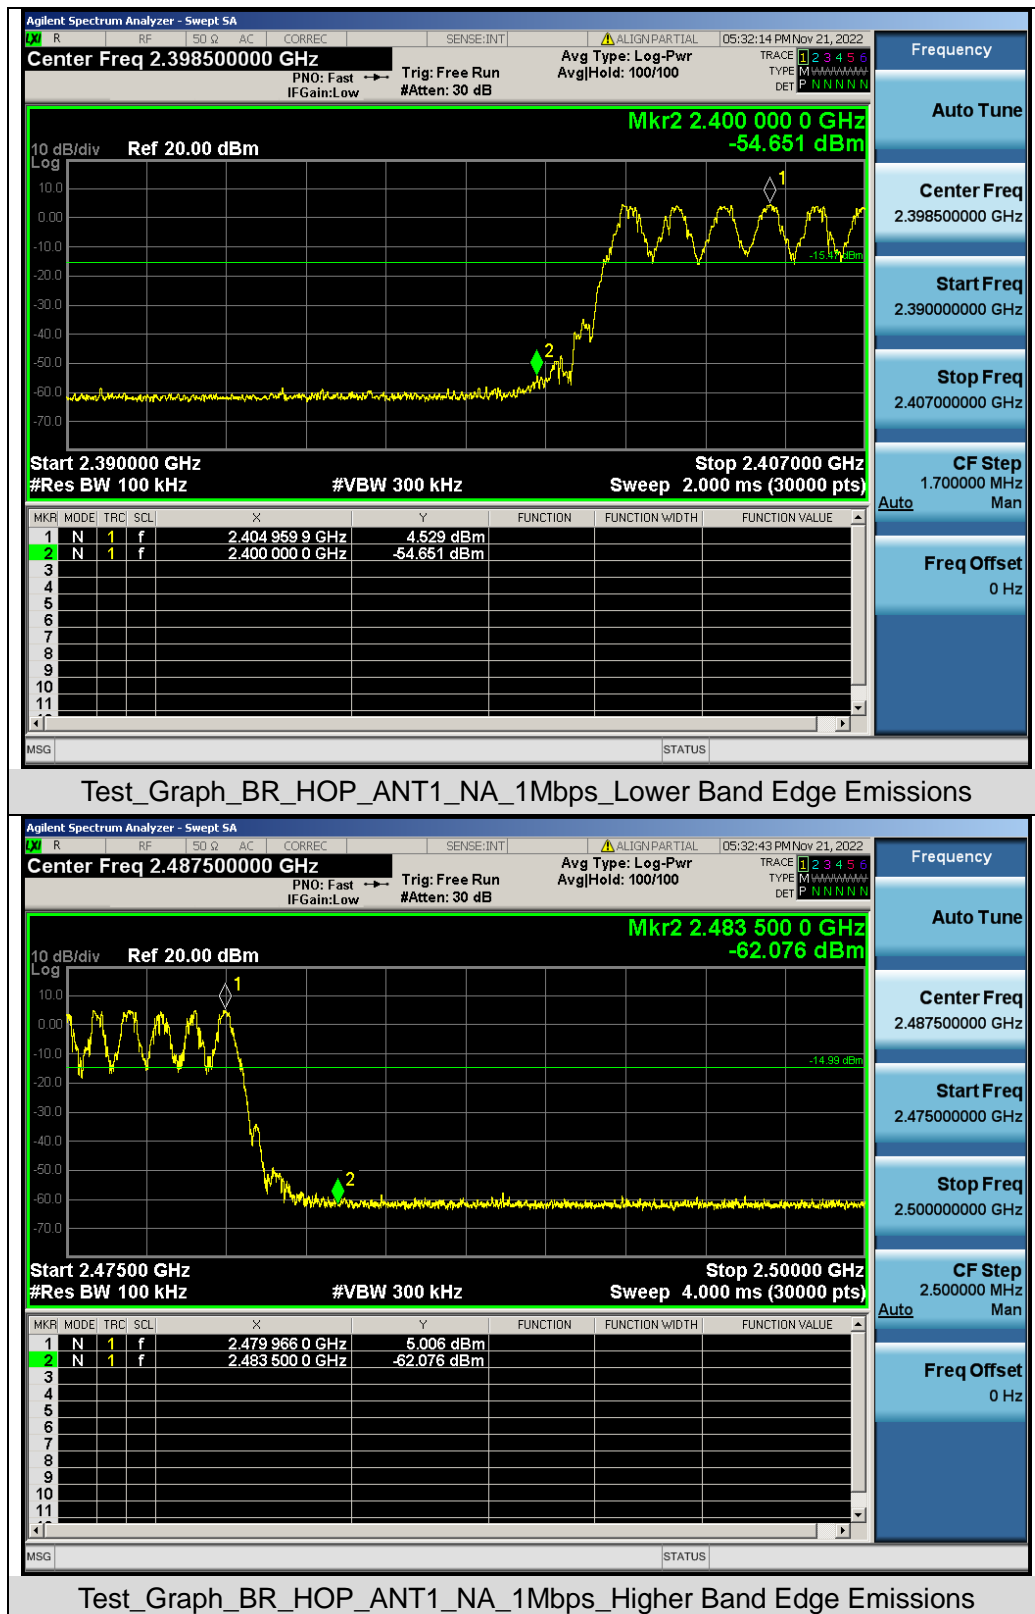 Agilent Spectrum Analyzer - Swept SA
LXI R RF 50 Ω AC CORREC SENSE:INT ALIGN PARTIAL 05:32:14 PM Nov 21, 2022
Center Freq 2.398500000 GHz
PNO: Fast
IFGain:Low
Trig: Free Run
#Atten: 30 dB
Avg Type: Log-Pwr
Avg|Hold: 100/100
TRACE 1 2 3 4 5 6
TYPE M WWWWW
DET P N N N N N
Mkr2 2.400 000 0 GHz
-54.651 dBm
10 dB/div
Log
Ref 20.00 dBm
10.0
0.00
-10.0
-20.0
-30.0
-40.0
-50.0
-60.0
-70.0
1
2
-15.47 dBm
Start 2.390000 GHz
Stop 2.407000 GHz
#Res BW 100 kHz
#VBW 300 kHz
Sweep 2.000 ms (30000 pts)
MKR MODE TRC SCL X Y FUNCTION FUNCTION WIDTH FUNCTION VALUE
1 N 1 f 2.404 959 9 GHz 4.529 dBm
2 N 1 f 2.400 000 0 GHz -54.651 dBm
3
4
5
6
7
8
9
10
11
MSG
STATUS
Frequency
Auto Tune
Center Freq
2.398500000 GHz
Start Freq
2.390000000 GHz
Stop Freq
2.407000000 GHz
CF Step
1.700000 MHz
Auto Man
Freq Offset
0 Hz
Test_Graph_BR_HOP_ANT1_NA_1Mbps_Lower Band Edge Emissions
Agilent Spectrum Analyzer - Swept SA
LXI R RF 50 Ω AC CORREC SENSE:INT ALIGN PARTIAL 05:32:43 PM Nov 21, 2022
Center Freq 2.487500000 GHz
PNO: Fast
IFGain:Low
Trig: Free Run
#Atten: 30 dB
Avg Type: Log-Pwr
Avg|Hold: 100/100
TRACE 1 2 3 4 5 6
TYPE M WWWWW
DET P N N N N N
Mkr2 2.483 500 0 GHz
-62.076 dBm
10 dB/div
Log
Ref 20.00 dBm
10.0
0.00
-10.0
-20.0
-30.0
-40.0
-50.0
-60.0
-70.0
1
2
-14.99 dBm
Start 2.47500 GHz
Stop 2.50000 GHz
#Res BW 100 kHz
#VBW 300 kHz
Sweep 4.000 ms (30000 pts)
MKR MODE TRC SCL X Y FUNCTION FUNCTION WIDTH FUNCTION VALUE
1 N 1 f 2.479 966 0 GHz 5.006 dBm
2 N 1 f 2.483 500 0 GHz -62.076 dBm
3
4
5
6
7
8
9
10
11
MSG
STATUS
Frequency
Auto Tune
Center Freq
2.487500000 GHz
Start Freq
2.475000000 GHz
Stop Freq
2.500000000 GHz
CF Step
2.500000 MHz
Auto Man
Freq Offset
0 Hz
Test_Graph_BR_HOP_ANT1_NA_1Mbps_Higher Band Edge Emissions